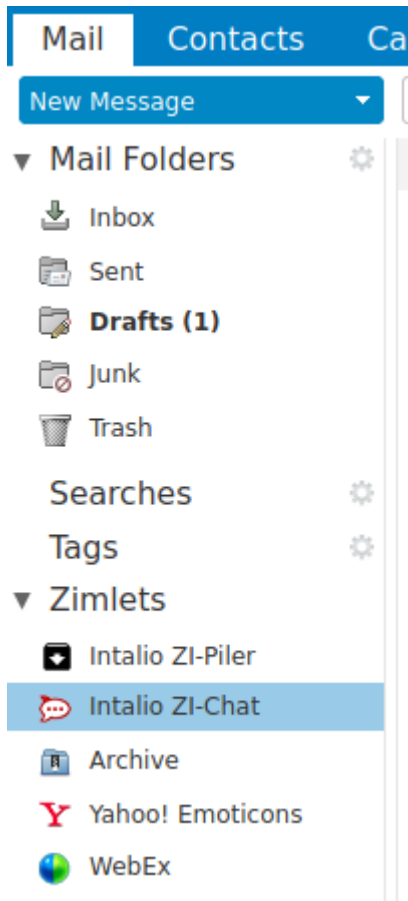 Mail Contacts Ca
New Message
Mail Folders
Inbox
Sent
Drafts (1)
Junk
Trash
Searches
Tags
Zimlets
Intalio ZI-Piler
Intalio ZI-Chat
Archive
Yahoo! Emoticons
WebEx